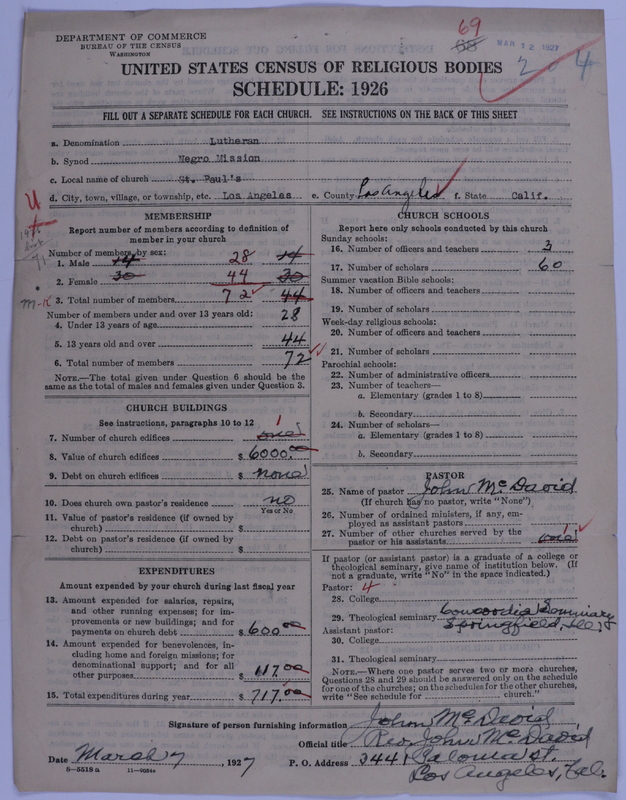 69
68
MAR 12 1927
204
DEPARTMENT OF COMMERCE
BUREAU OF THE CENSUS
WASHINGTON
UNITED STATES CENSUS OF RELIGIOUS BODIES
SCHEDULE: 1926
FILL OUT A SEPARATE SCHEDULE FOR EACH CHURCH. SEE INSTRUCTIONS ON THE BACK OF THIS SHEET
a. Denomination Lutheran
b. Synod Negro Mission
c. Local name of church St. Paul's
d. City, town, village, or township, etc. Los Angeles e. County Los Angeles f. State Calif.
MEMBERSHIP
Report number of members according to definition of
member in your church
Number of members by sex:
1. Male 14 28 14
2. Female 30 44 30
M-K 3. Total number of members 72 44
Number of members under and over 13 years old:
4. Under 13 years of age 28
5. 13 years old and over 44
6. Total number of members 72
NOTE.—The total given under Question 6 should be the
same as the total of males and females given under Question 3.
CHURCH BUILDINGS
See instructions, paragraphs 10 to 12
7. Number of church edifices one 1
8. Value of church edifices $ 6000.00
9. Debt on church edifices $ none
10. Does church own pastor's residence no
Yes or No
11. Value of pastor's residence (if owned by
church) $
12. Debt on pastor's residence (if owned by
church) $
EXPENDITURES
Amount expended by your church during last fiscal year
13. Amount expended for salaries, repairs,
and other running expenses; for im-
provements or new buildings; and for
payments on church debt $ 600.00
14. Amount expended for benevolences, in-
cluding home and foreign missions; for
denominational support; and for all
other purposes $ 117.00
15. Total expenditures during year $ 717.00
CHURCH SCHOOLS
Report here only schools conducted by this church
Sunday schools:
16. Number of officers and teachers 3
17. Number of scholars 60
Summer vacation Bible schools:
18. Number of officers and teachers
19. Number of scholars
Week-day religious schools:
20. Number of officers and teachers
21. Number of scholars
Parochial schools:
22. Number of administrative officers
23. Number of teachers—
a. Elementary (grades 1 to 8)
b. Secondary
24. Number of scholars—
a. Elementary (grades 1 to 8)
b. Secondary
PASTOR
25. Name of pastor John McDavid
(If church has no pastor, write "None")
26. Number of ordained ministers, if any, em-
ployed as assistant pastors
27. Number of other churches served by the
pastor or his assistants one 1
If pastor (or assistant pastor) is a graduate of a college or
theological seminary, give name of institution below. (If
not a graduate, write "No" in the space indicated.)
Pastor: 4
28. College
29. Theological seminary Concordia Seminary
Springfield, Ill.
Assistant pastor:
30. College
31. Theological seminary
NOTE.—Where one pastor serves two or more churches,
Questions 28 and 29 should be answered only on the schedule
for one of the churches; on the schedules for the other churches,
write "See schedule for church."
Signature of person furnishing information John McDavid
Official title Rev. John McDavid
Date March 7, 1927 P. O. Address 3441 Paloma St.
Los Angeles, Cal.
8—5518a 11—9064a